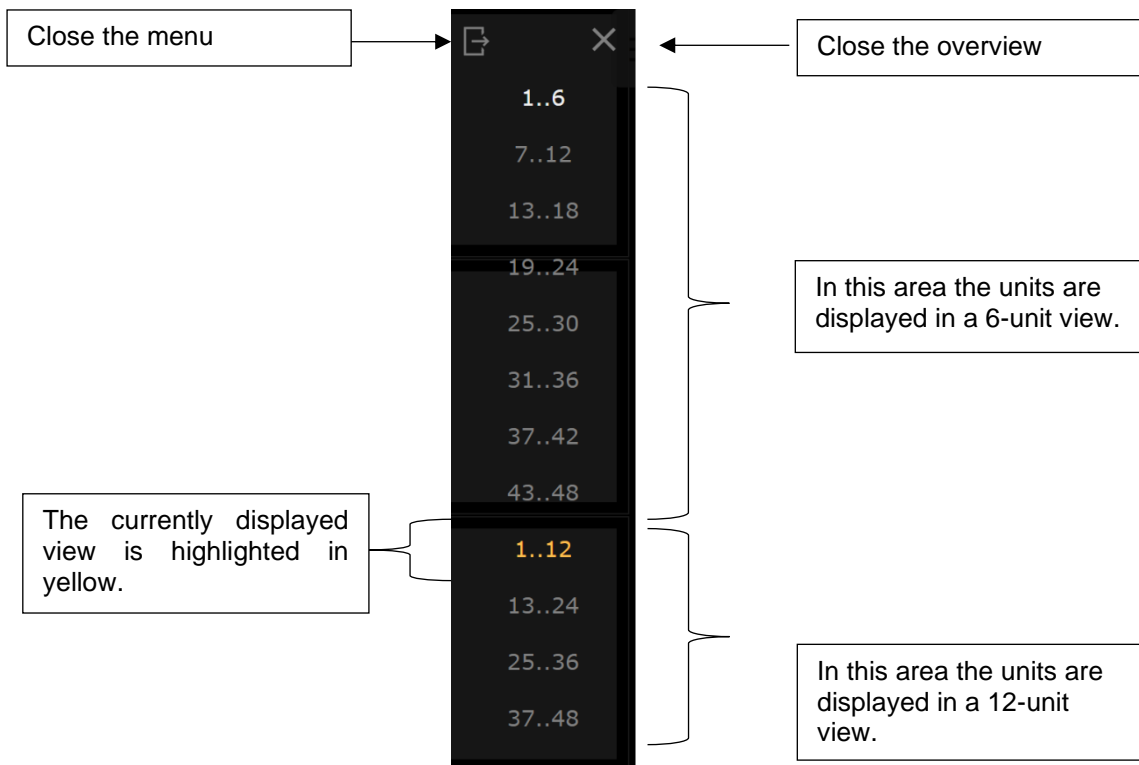 Close the menu
Close the overview
1..6
7..12
13..18
19..24
25..30
31..36
37..42
43..48
In this area the units are
displayed in a 6-unit view.
The currently displayed
view is highlighted in
yellow.
1..12
13..24
25..36
37..48
In this area the units are
displayed in a 12-unit
view.